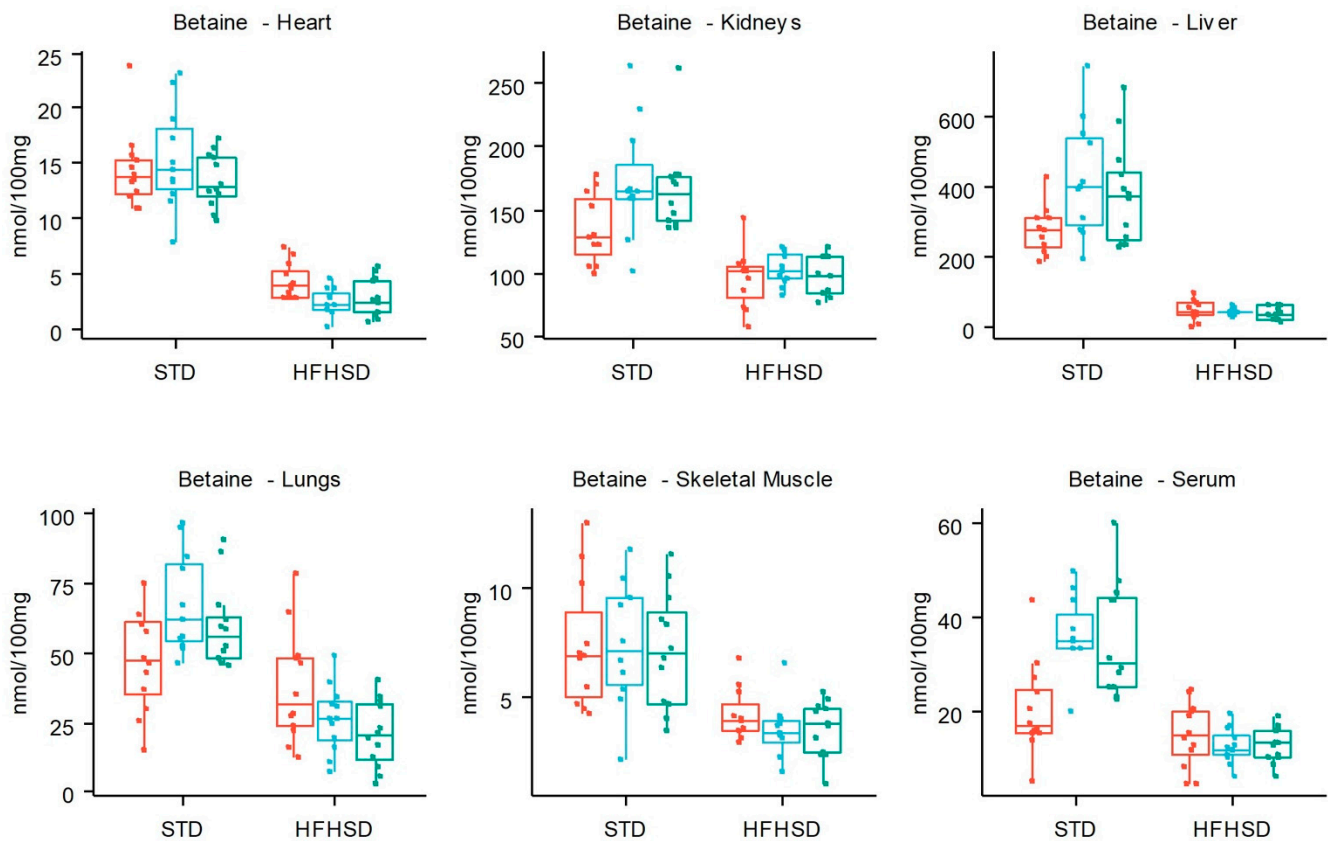 Betaine - Heart
25
20
15
10
5
0
nmol/100mg
STD HFHSD
Betaine - Kidneys
250
200
150
100
50
nmol/100mg
STD HFHSD
Betaine - Liver
600
400
200
0
nmol/100mg
STD HFHSD
Betaine - Lungs
100
75
50
25
0
nmol/100mg
STD HFHSD
Betaine - Skeletal Muscle
10
5
nmol/100mg
STD HFHSD
Betaine - Serum
60
40
20
nmol/100mg
STD HFHSD